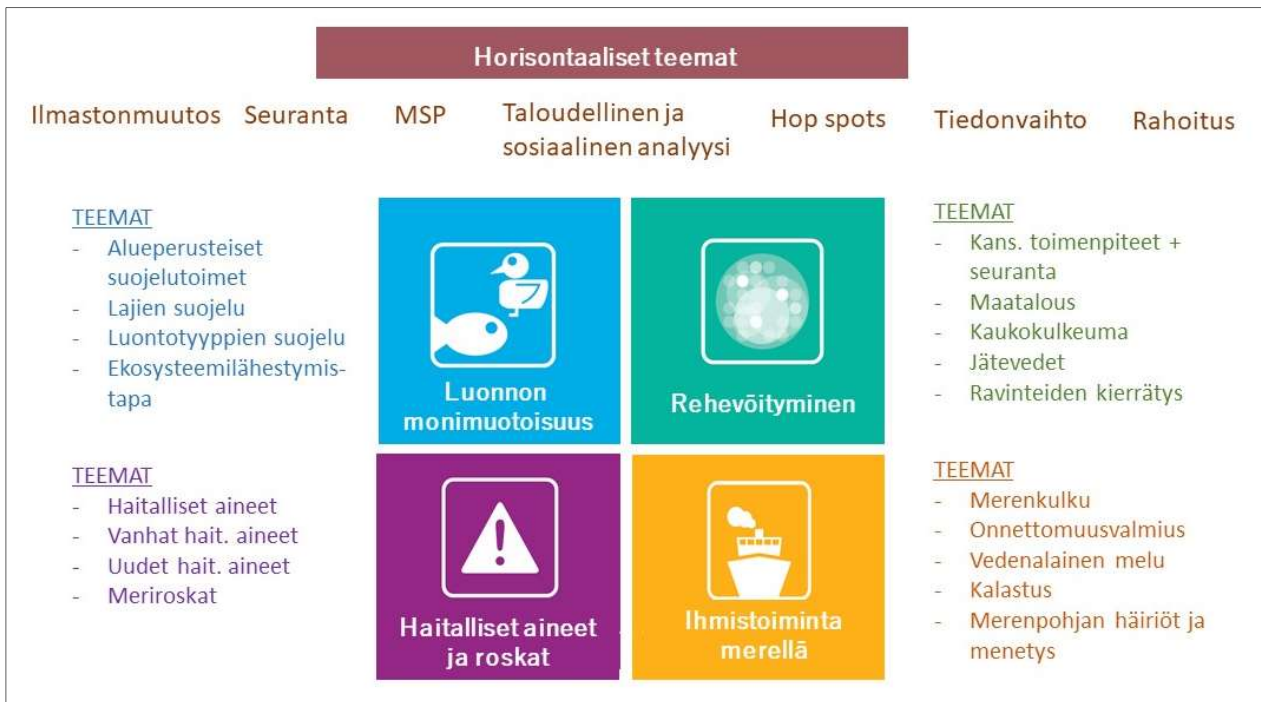 Horisontaaliset teemat
Ilmastonmuutos Seuranta MSP Taloudellinen ja sosiaalinen analyysi Hop spots Tiedonvaihto Rahoitus
TEEMAT
- Alueperusteiset
suojelutoimet
- Lajien suojelu
- Luontotyyppien suojelu
- Ekosysteemilähestymis-
tapa
Luonnon
monimuotoisuus
Rehevöityminen
TEEMAT
- Kans. toimenpiteet +
seuranta
- Maatalous
- Kaukokulkeuma
- Jätevedet
- Ravinteiden kierrätys
TEEMAT
- Haitalliset aineet
- Vanhat hait. aineet
- Uudet hait. aineet
- Meriroskat
Haitalliset aineet
ja roskat
Ihmistoiminta
merellä
TEEMAT
- Merenkulku
- Onnettomuusvalmius
- Vedenalainen melu
- Kalastus
- Merenpohjan häiriöt ja
menetys